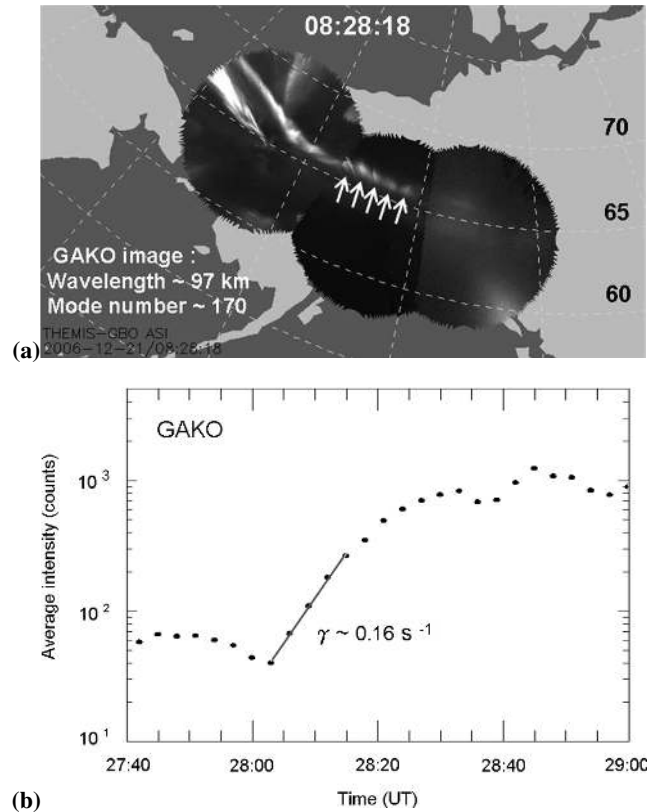 08:28:18
70
65
60
GAKO image :
Wavelength ~ 97 km
Mode number ~ 170
THEMIS-GBO ASI
2006-12-21/08:28:18
(a)
GAKO
10^3
10^2
10^1
Average intensity (counts)
γ ~ 0.16 s^-1
27:40 28:00 28:20 28:40 29:00
Time (UT)
(b)